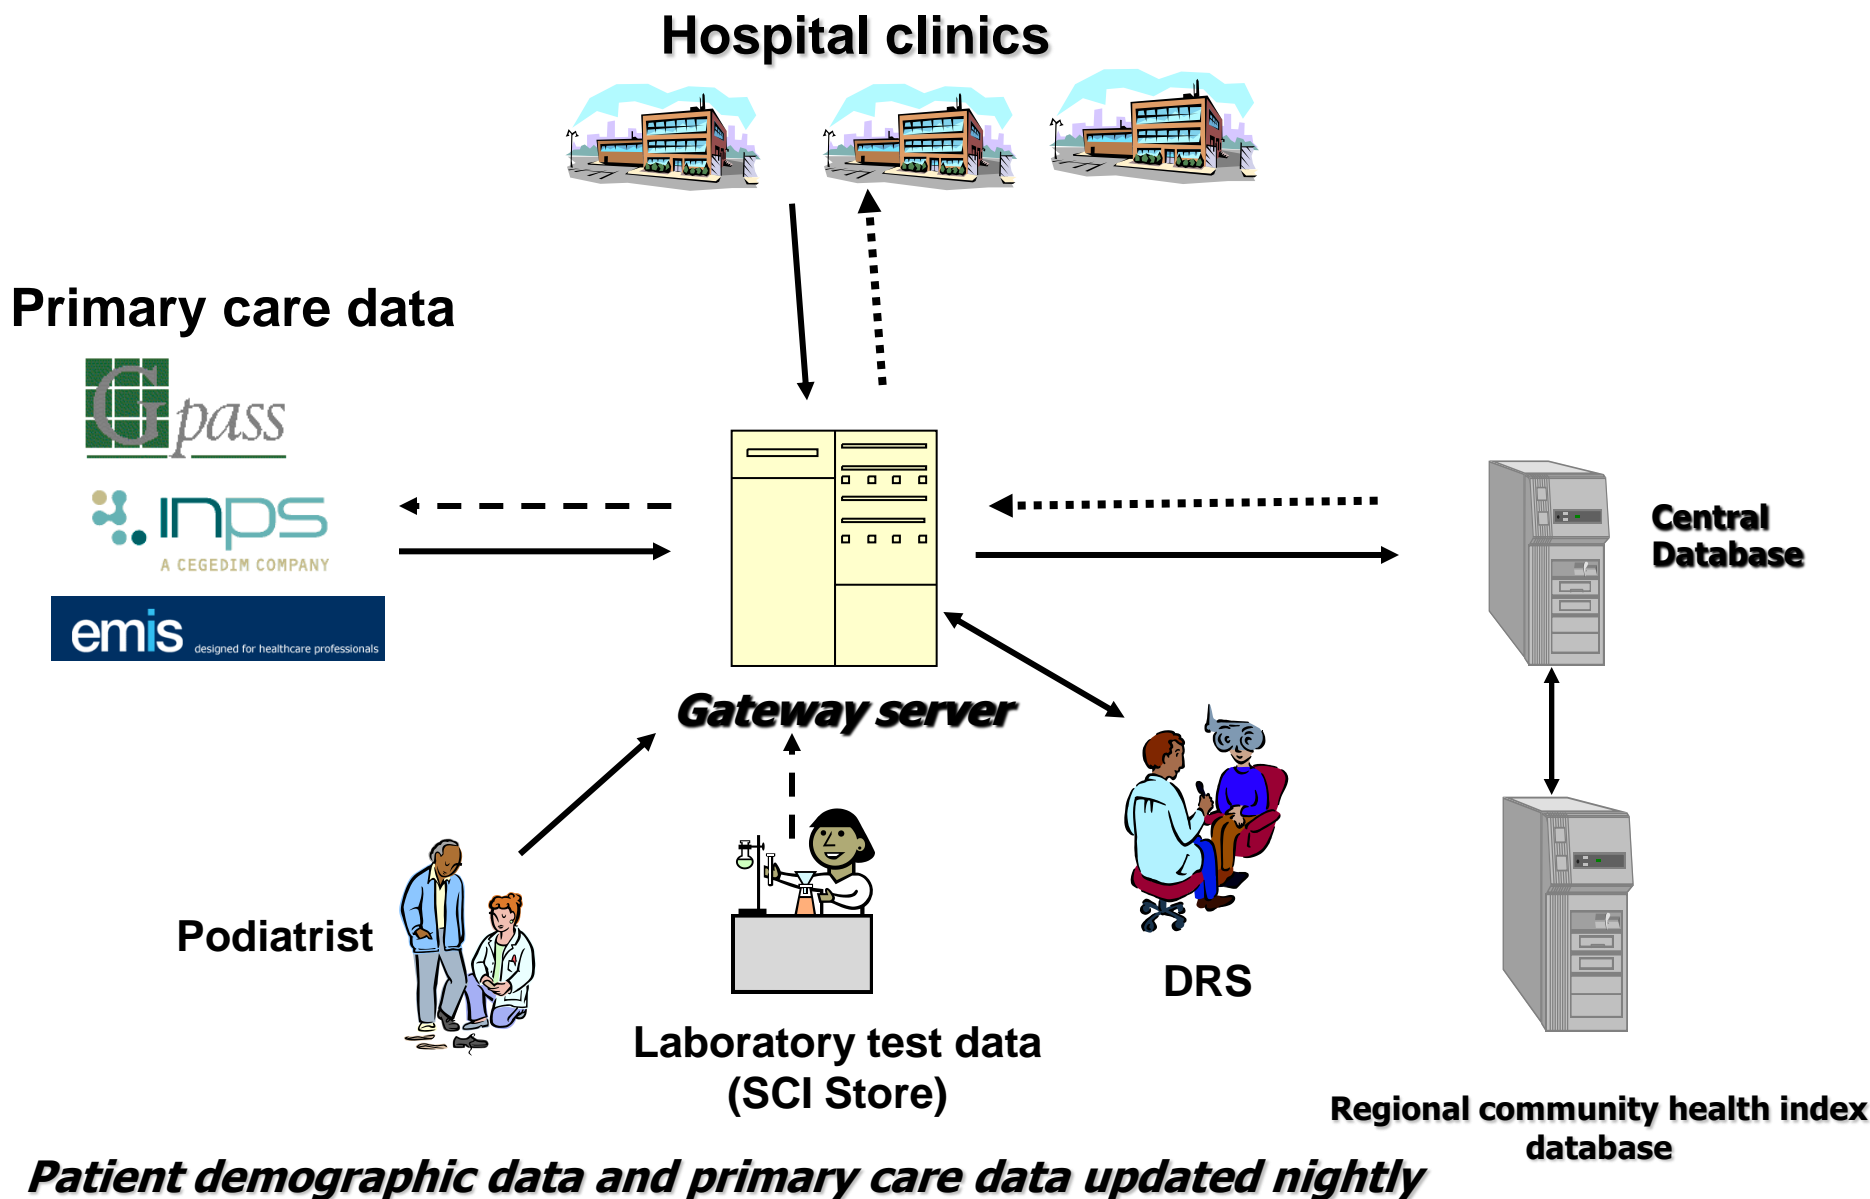 Hospital clinics
Primary care data
Gpass
inps
A CEGEDIM COMPANY
emis designed for healthcare professionals
Central
Database
Gateway server
Podiatrist
DRS
Laboratory test data
(SCI Store)
Regional community health index
database
Patient demographic data and primary care data updated nightly